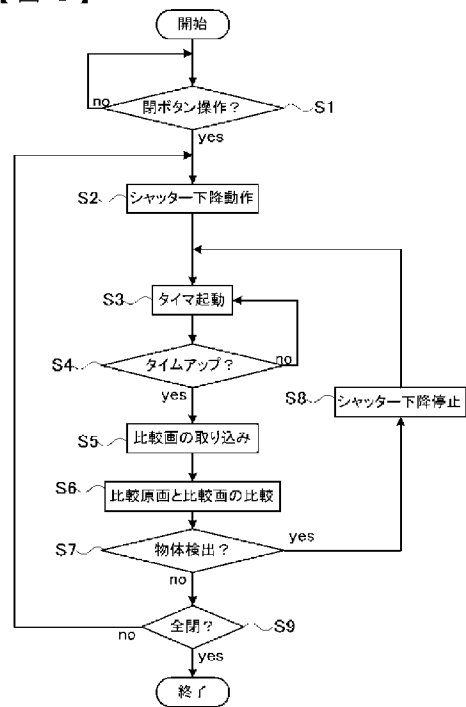 開始
no
閉ボタン操作？
S1
yes
S2
シャッター下降動作
S3
タイマ起動
S4
タイムアップ？
no
yes
S8
シャッター下降停止
S5
比較画の取り込み
S6
比較原画と比較画の比較
S7
物体検出？
yes
no
全閉？
S9
no
yes
終了